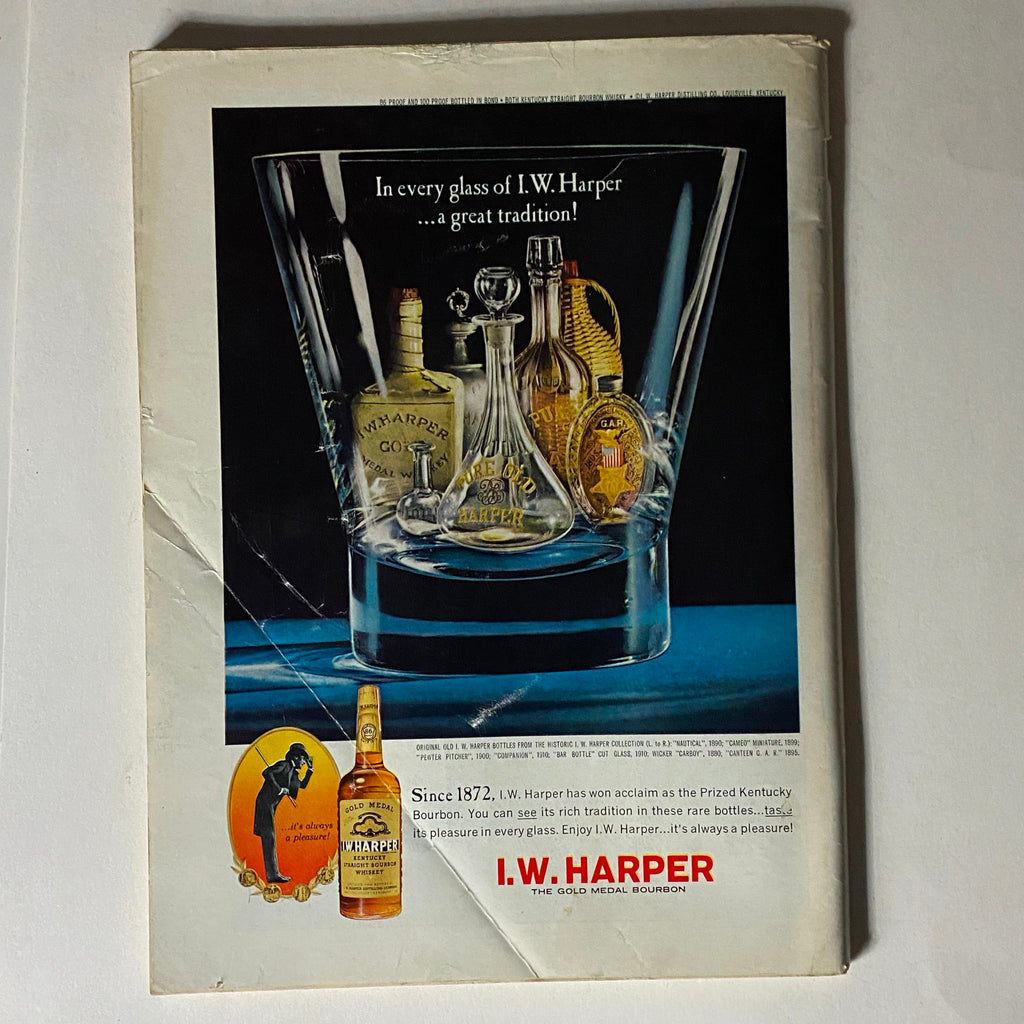 86 PROOF AND 100 PROOF BOTTLED IN BOND • BOTH KENTUCKY STRAIGHT BOURBON WHISKY • ©I. W. HARPER DISTILLING CO., LOUISVILLE, KENTUCKY
In every glass of I.W. Harper
...a great tradition!
I.W. HARPER
GOLD
MEDAL WHISKEY
PURE OLD
HARPER
PURE
G.A.R.
ORIGINAL OLD I. W. HARPER BOTTLES FROM THE HISTORIC I. W. HARPER COLLECTION (L. to R.): "NAUTICAL", 1890; "CAMEO" MINIATURE, 1899;
"PEWTER PITCHER", 1900; "COMPANION", 1910; "BAR BOTTLE" CUT GLASS, 1910; WICKER "CARBOY", 1880; "CANTEEN G. A. R." 1895.
Since 1872, I.W. Harper has won acclaim as the Prized Kentucky
Bourbon. You can see its rich tradition in these rare bottles...taste
its pleasure in every glass. Enjoy I.W. Harper...it's always a pleasure!
I.W. HARPER
THE GOLD MEDAL BOURBON
...it's always
a pleasure!
GOLD MEDAL
I.W. HARPER
KENTUCKY
STRAIGHT BOURBON
WHISKEY